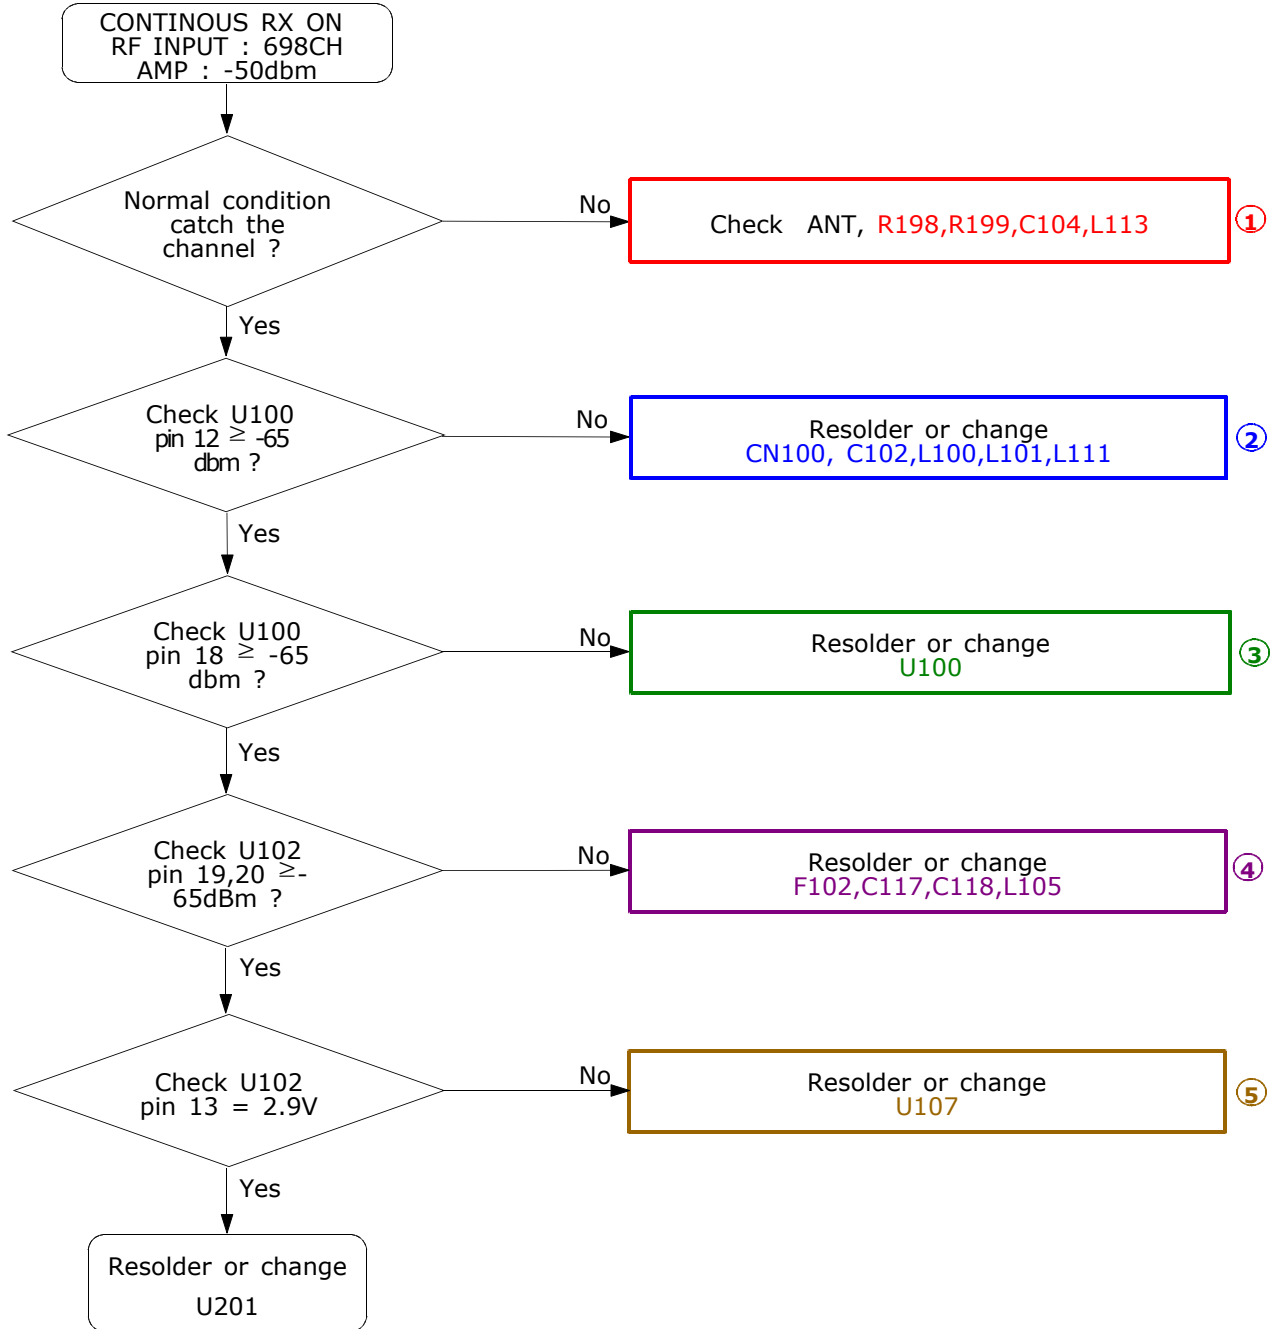 CONTINOUS RX ON
RF INPUT : 698CH
AMP : -50dbm
Normal condition
catch the
channel ?
No
Check ANT, R198,R199,C104,L113
1
Yes
Check U100
pin 12 ≥ -65
dbm ?
No
Resolder or change
CN100, C102,L100,L101,L111
2
Yes
Check U100
pin 18 ≥ -65
dbm ?
No
Resolder or change
U100
3
Yes
Check U102
pin 19,20 ≥-
65dBm ?
No
Resolder or change
F102,C117,C118,L105
4
Yes
Check U102
pin 13 = 2.9V
No
Resolder or change
U107
5
Yes
Resolder or change
U201